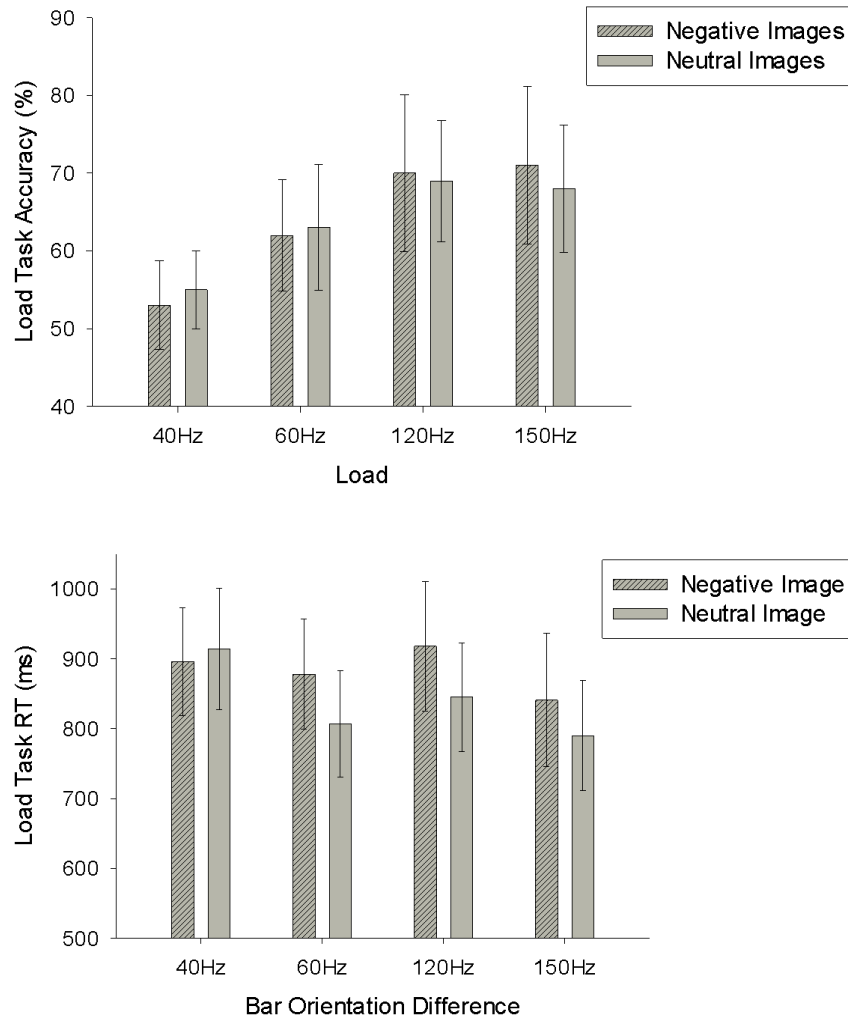 Negative Images
Neutral Images
Load Task Accuracy (%)
90
80
70
60
50
40
40Hz 60Hz 120Hz 150Hz
Load
Negative Image
Neutral Image
Load Task RT (ms)
1000
900
800
700
600
500
40Hz 60Hz 120Hz 150Hz
Bar Orientation Difference